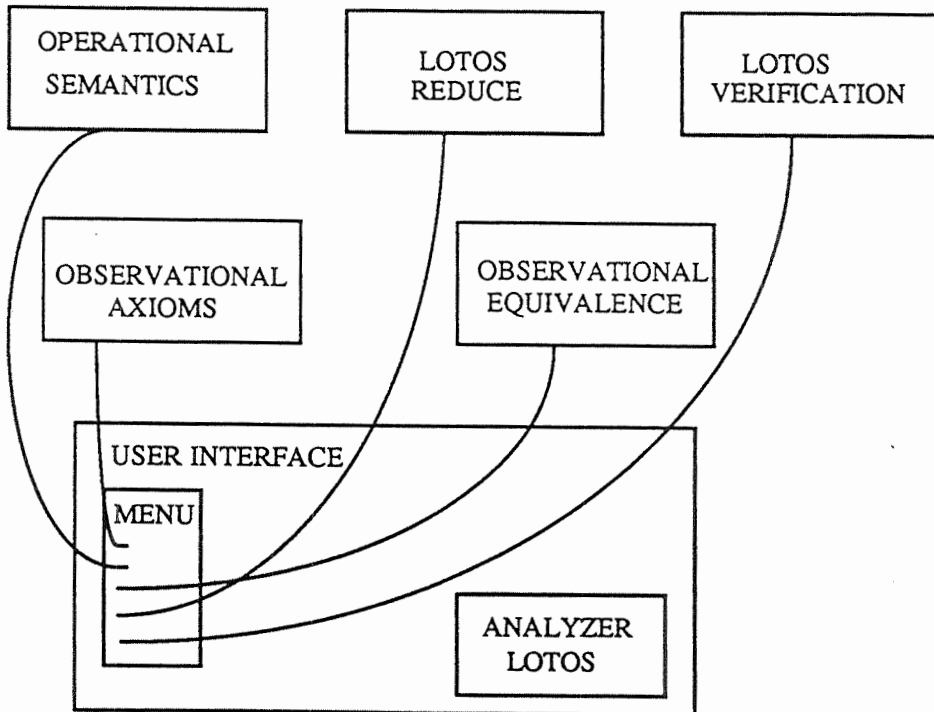 OPERATIONAL
SEMANTICS
LOTOS
REDUCE
LOTOS
VERIFICATION
OBSERVATIONAL
AXIOMS
OBSERVATIONAL
EQUIVALENCE
USER INTERFACE
MENU
ANALYZER
LOTOS